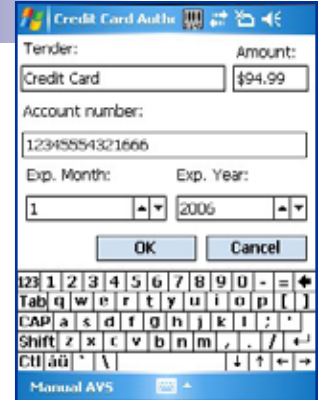 Credit Card Autho
Tender: Amount:
Credit Card $94.99
Account number:
12345554321666
Exp. Month: Exp. Year:
1 2006
OK Cancel
123 1 2 3 4 5 6 7 8 9 0 - =
Tab q w e r t y u i o p [ ]
CAP a s d f g h j k l ; '
Shift z x c v b n m , . /
Ctl áü ` \
Manual AVS